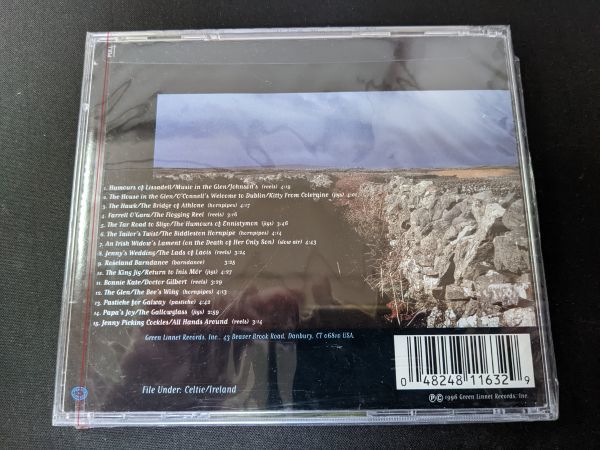 1. Humours of Lissadell/Music in the Glen/Johnson's (reels) 4:19
2. The House in the Glen/O'Connell's Welcome to Dublin/Kitty From Coleraine (jigs) 4:01
3. The Hawk/The Bridge of Athlone (hornpipes) 4:17
4. Farrell O'Gara/The Flogging Reel (reels) 3:16
5. The Tar Road to Sligo/The Humours of Ennistymon (jigs) 3:46
6. The Tailor's Twist/The Biddlesten Hornpipe (hornpipes) 4:14
7. An Irish Widow's Lament (on the Death of Her Only Son) (slow air) 4:43
8. Jenny's Wedding/The Lads of Laois (reels) 3:24
9. Roseland Barndance (barndance) 3:25
10. The King Jig/Return to Inis Mór (jigs) 4:27
11. Bonnie Kate/Doctor Gilbert (reels) 3:29
12. The Glen/The Bee's Wing (hornpipes) 4:13
13. Pastiche for Galway (pastiche) 4:42
14. Papa's Joy/The Gallowglass (jigs) 2:59
15. Jenny Picking Cockles/All Hands Around (reels) 3:14
Green Linnet Records, Inc., 43 Beaver Brook Road, Danbury, CT 06810 USA.
File Under: Celtic/Ireland
0 48248 11632 9
℗© 1996 Green Linnet Records, Inc.